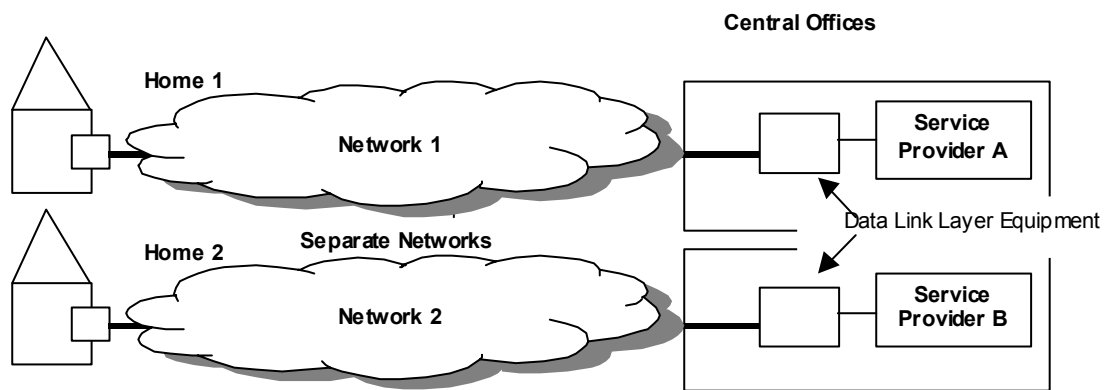 Central Offices
Home 1
Network 1
Service
Provider A
Data Link Layer Equipment
Separate Networks
Home 2
Network 2
Service
Provider B